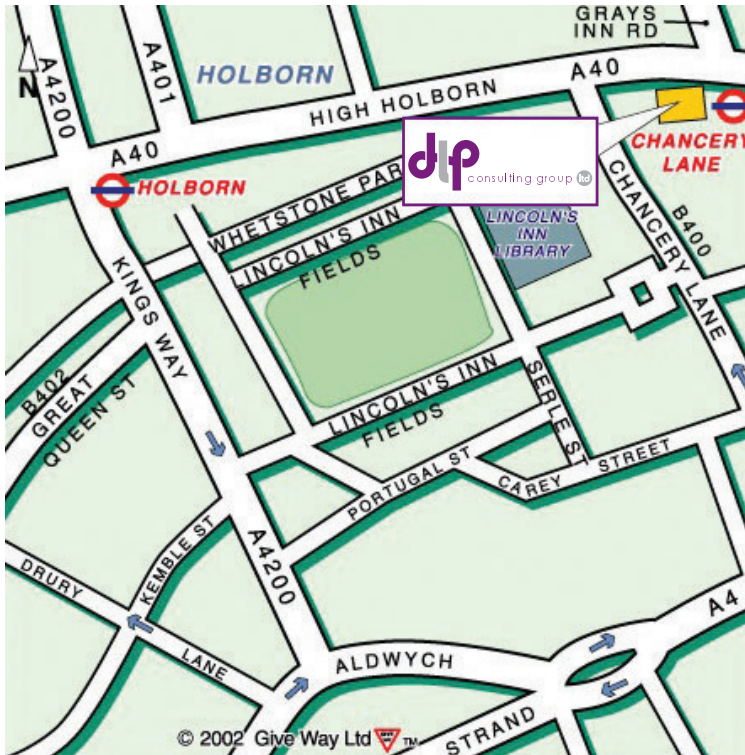 GRAYS
INN RD
A4200
A401
HOLBORN
A40
N
HIGH HOLBORN
A40
dlp
consulting group ltd
CHANCERY
LANE
HOLBORN
WHETSTONE PAR
LINCOLN'S INN
FIELDS
LINCOLN'S
INN
LIBRARY
CHANCERY LANE
B400
KINGS WAY
B402
GREAT
QUEEN ST
LINCOLN'S INN
FIELDS
SERLE ST
PORTUGAL ST
CAREY STREET
KEMBLE ST
A4200
DRURY
LANE
A4
ALDWYCH
STRAND
© 2002 Give Way Ltd TM